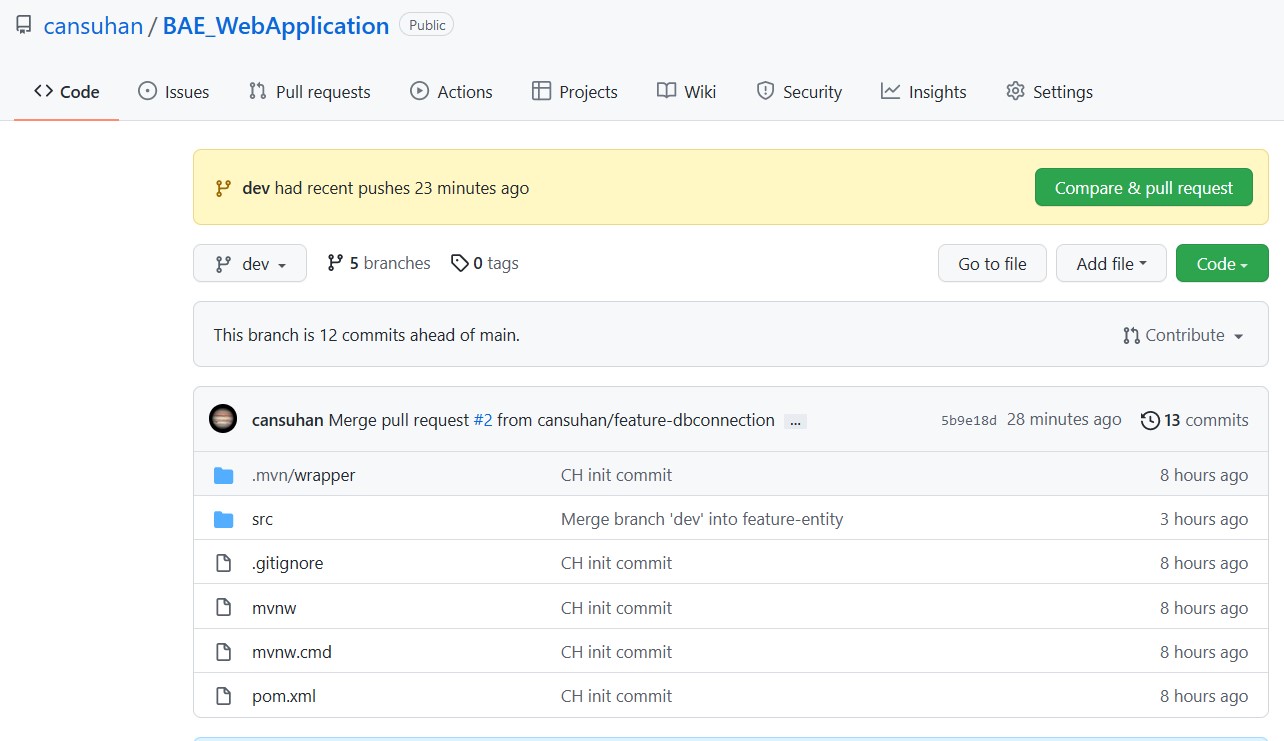 cansuhan / BAE_WebApplication Public
Code Issues Pull requests Actions Projects Wiki Security Insights Settings
dev had recent pushes 23 minutes ago Compare & pull request
dev 5 branches 0 tags Go to file Add file Code
This branch is 12 commits ahead of main. Contribute
cansuhan Merge pull request #2 from cansuhan/feature-dbconnection ... 5b9e18d 28 minutes ago 13 commits
.mvn/wrapper CH init commit 8 hours ago
src Merge branch 'dev' into feature-entity 3 hours ago
.gitignore CH init commit 8 hours ago
mvnw CH init commit 8 hours ago
mvnw.cmd CH init commit 8 hours ago
pom.xml CH init commit 8 hours ago